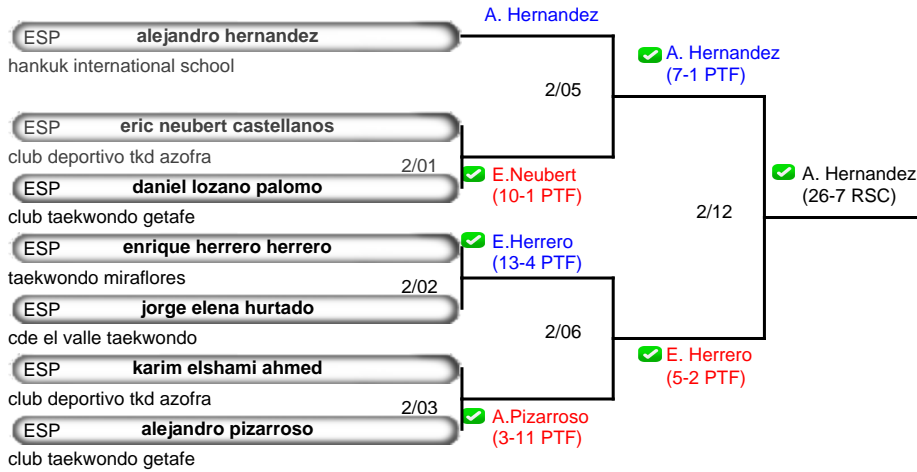 A. Hernandez
ESP alejandro hernandez
hankuk international school
A. Hernandez
(7-1 PTF)
2/05
ESP eric neubert castellanos
club deportivo tkd azofra
2/01
ESP daniel lozano palomo
club taekwondo getafe
E.Neubert
(10-1 PTF)
A. Hernandez
(26-7 RSC)
2/12
ESP enrique herrero herrero
taekwondo miraflores
E.Herrero
(13-4 PTF)
2/02
ESP jorge elena hurtado
cde el valle taekwondo
2/06
E. Herrero
(5-2 PTF)
ESP karim elshami ahmed
club deportivo tkd azofra
2/03
ESP alejandro pizarroso
club taekwondo getafe
A.Pizarroso
(3-11 PTF)